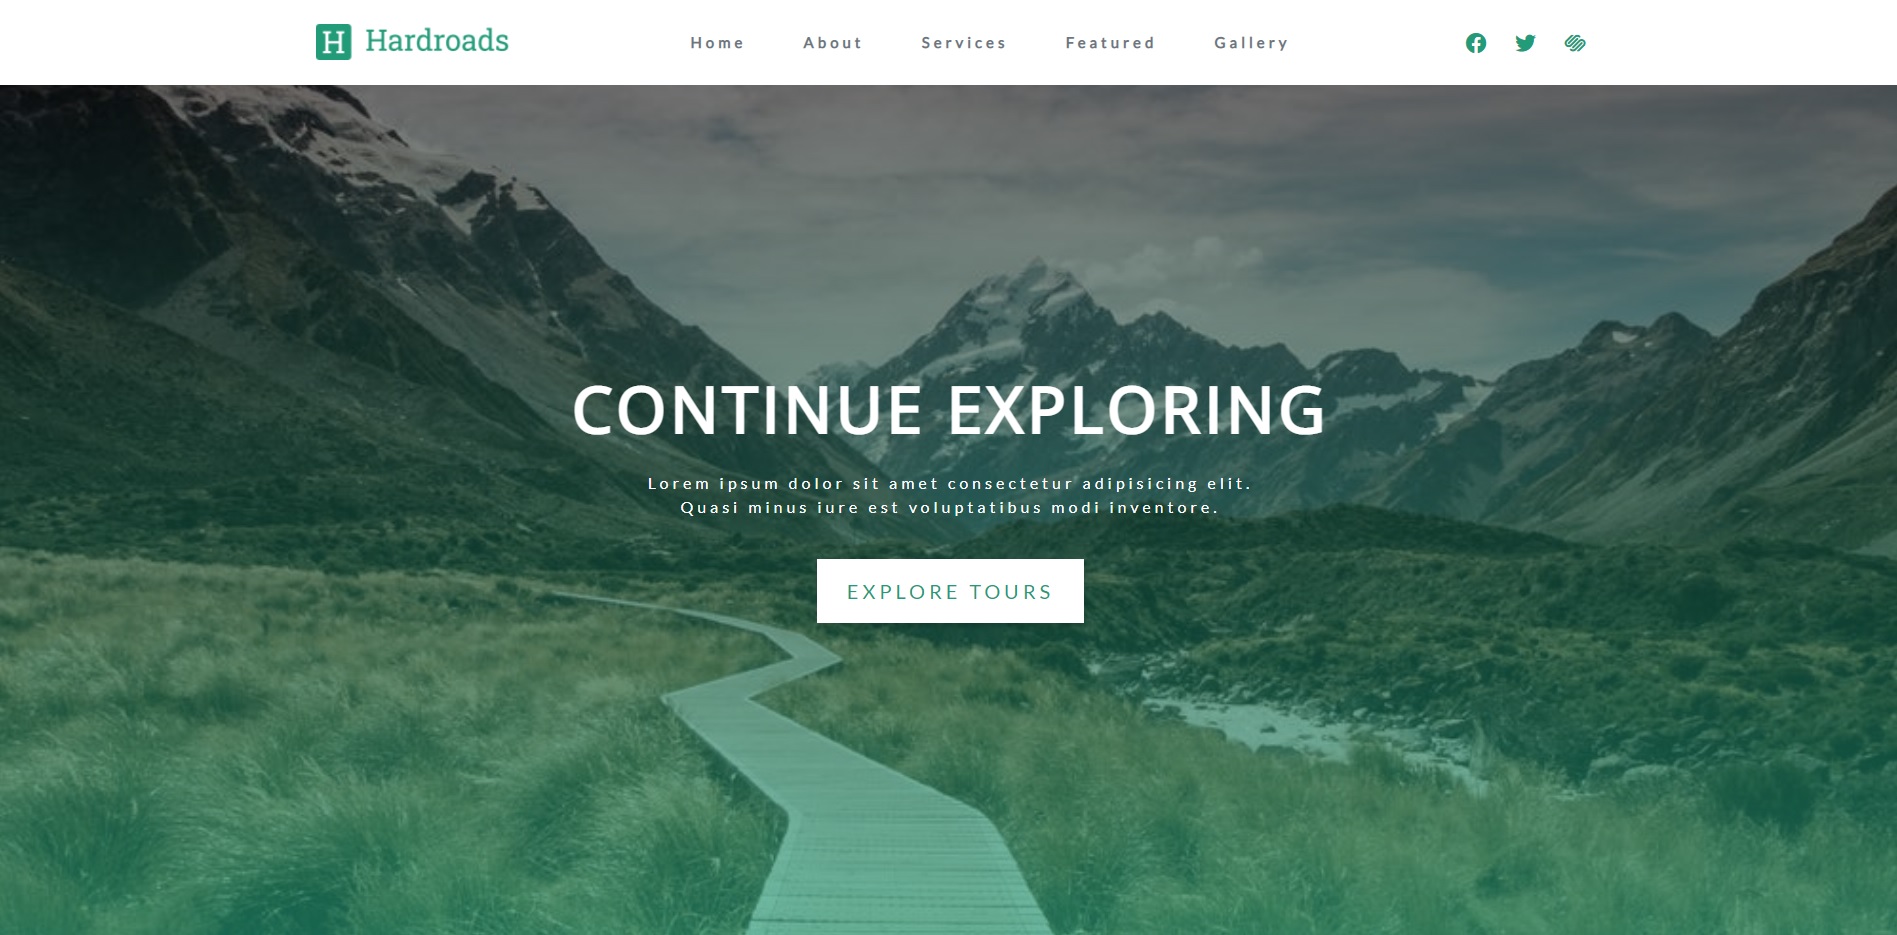 H Hardroads
Home About Services Featured Gallery
CONTINUE EXPLORING
Lorem ipsum dolor sit amet consectetur adipisicing elit.
Quasi minus iure est voluptatibus modi inventore.
EXPLORE TOURS